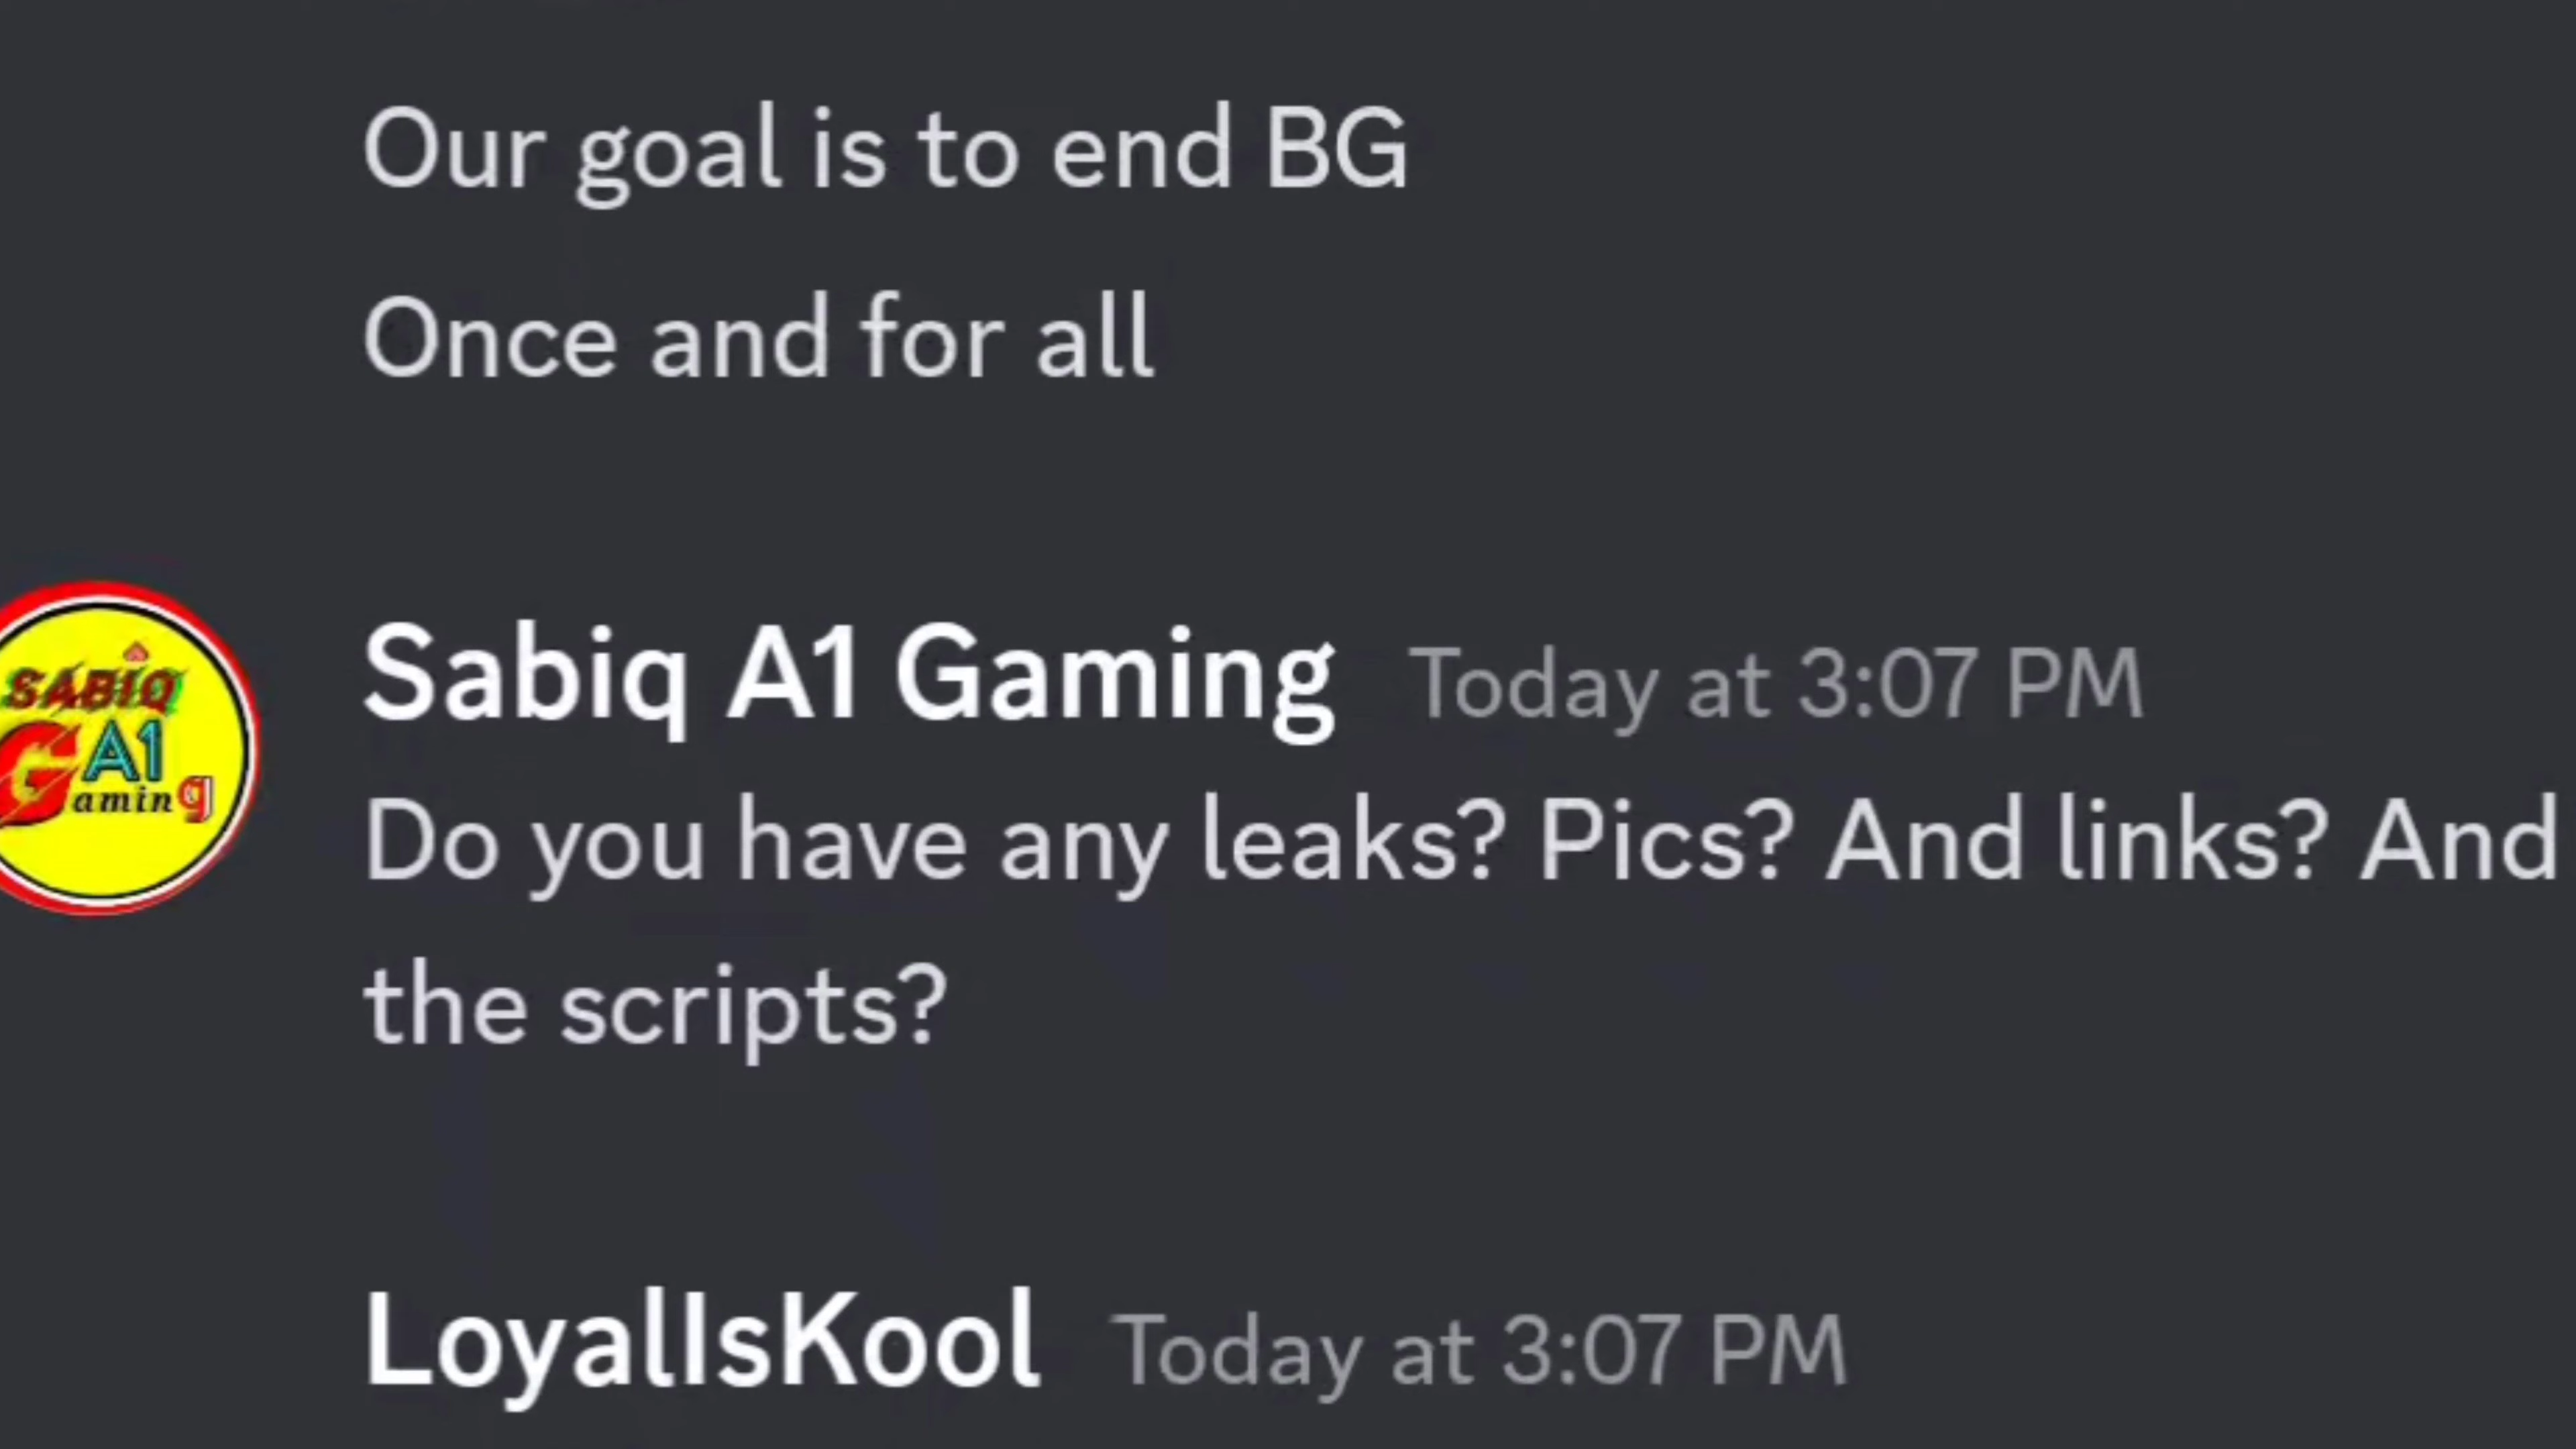 Our goal is to end BG
Once and for all
SABIQ
A1
Gaming
Sabiq A1 Gaming Today at 3:07 PM
Do you have any leaks? Pics? And links? And
the scripts?
LoyalIsKool Today at 3:07 PM